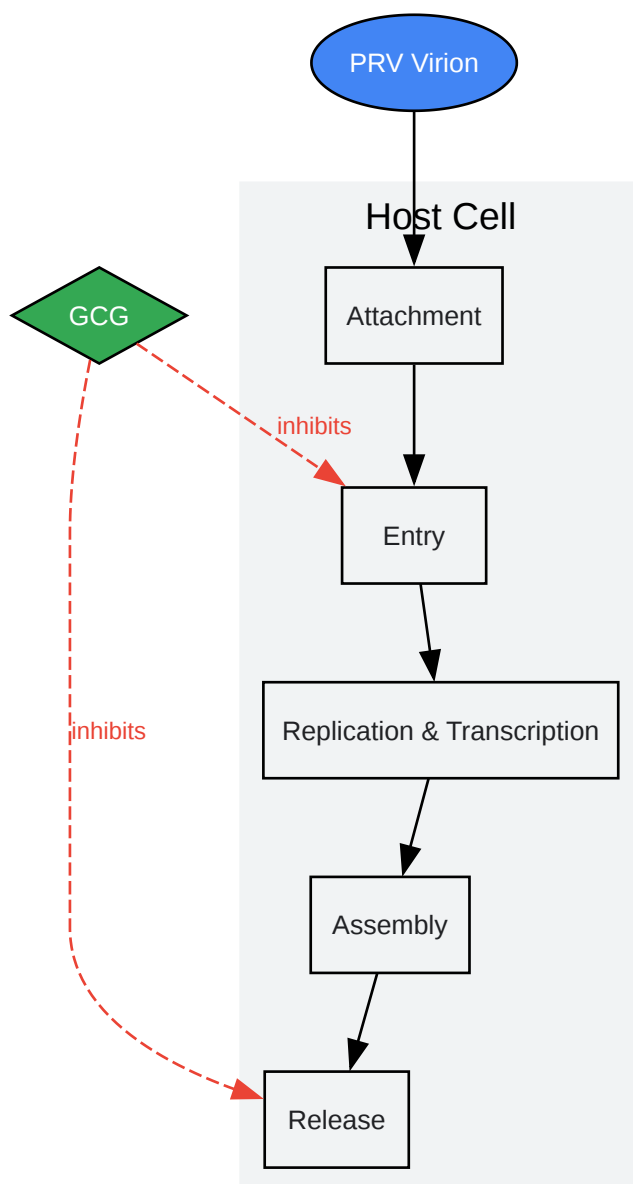 PRV Virion
Host Cell
GCG
Attachment
inhibits
Entry
Replication & Transcription
inhibits
Assembly
Release